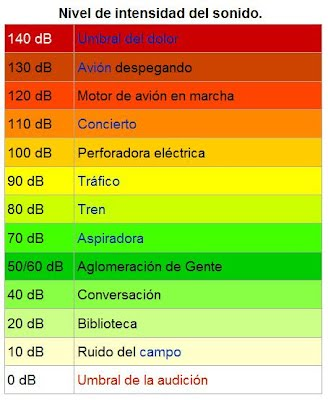 Nivel de intensidad del sonido.
140 dB Umbral del dolor
130 dB Avión despegando
120 dB Motor de avión en marcha
110 dB Concierto
100 dB Perforadora eléctrica
90 dB Tráfico
80 dB Tren
70 dB Aspiradora
50/60 dB Aglomeración de Gente
40 dB Conversación
20 dB Biblioteca
10 dB Ruido del campo
0 dB Umbral de la audición